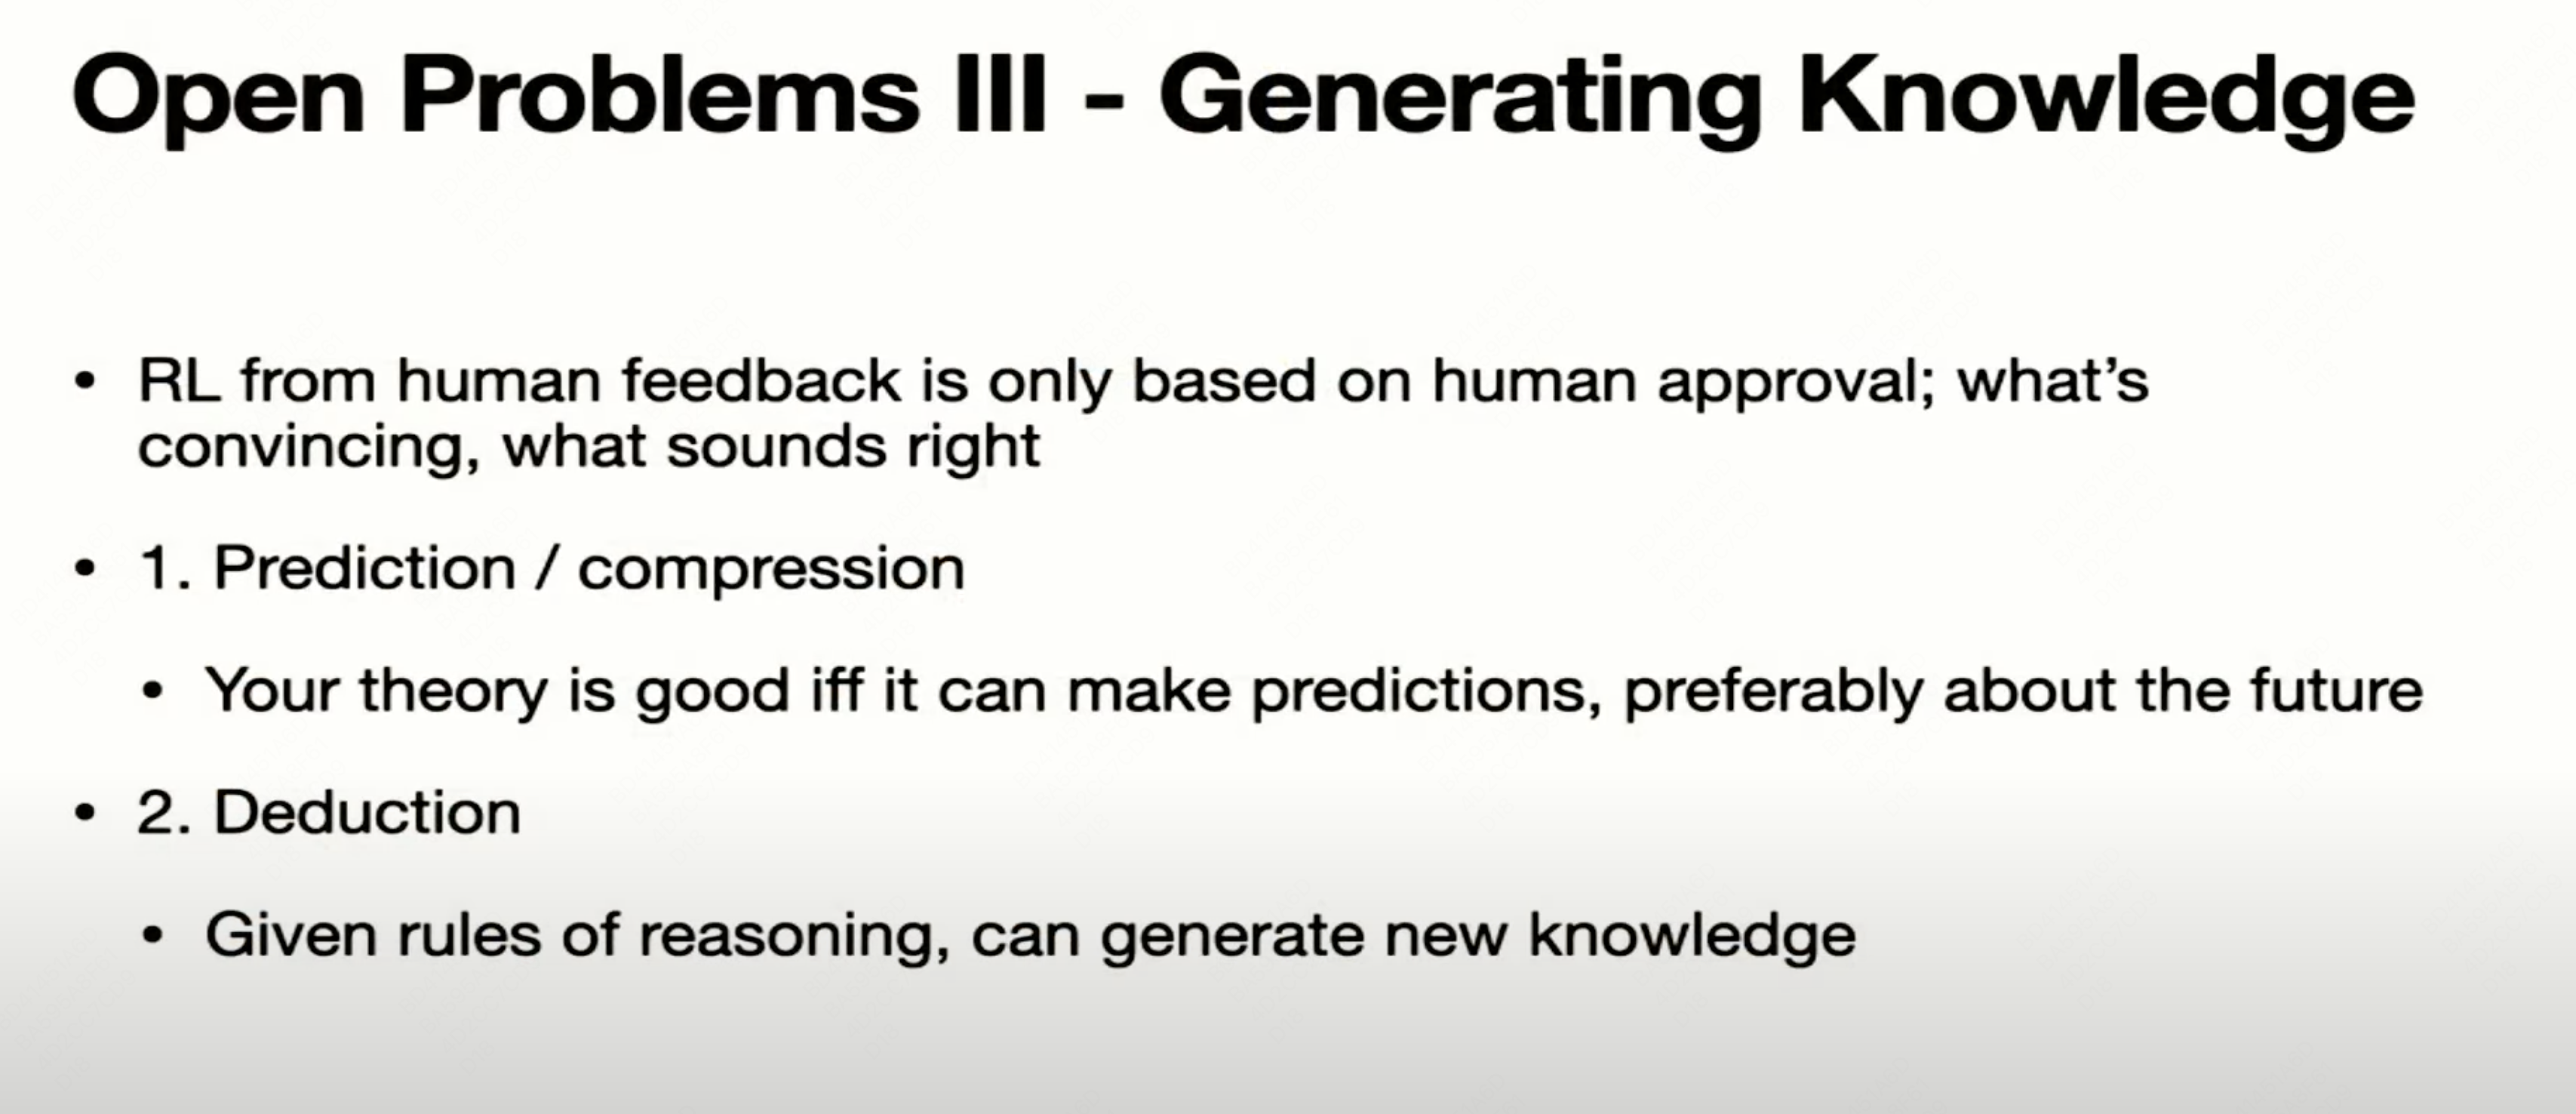 Open Problems III - Generating Knowledge
• RL from human feedback is only based on human approval; what’s
convincing, what sounds right
• 1. Prediction / compression
• Your theory is good iff it can make predictions, preferably about the future
• 2. Deduction
• Given rules of reasoning, can generate new knowledge